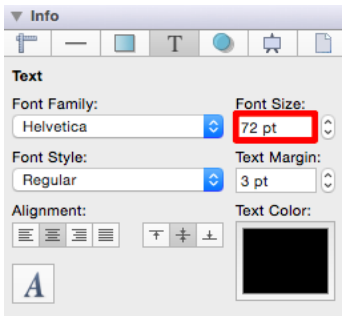 Info
T
Text
Font Family: Font Size:
Helvetica 72 pt
Font Style: Text Margin:
Regular 3 pt
Alignment: Text Color:
A